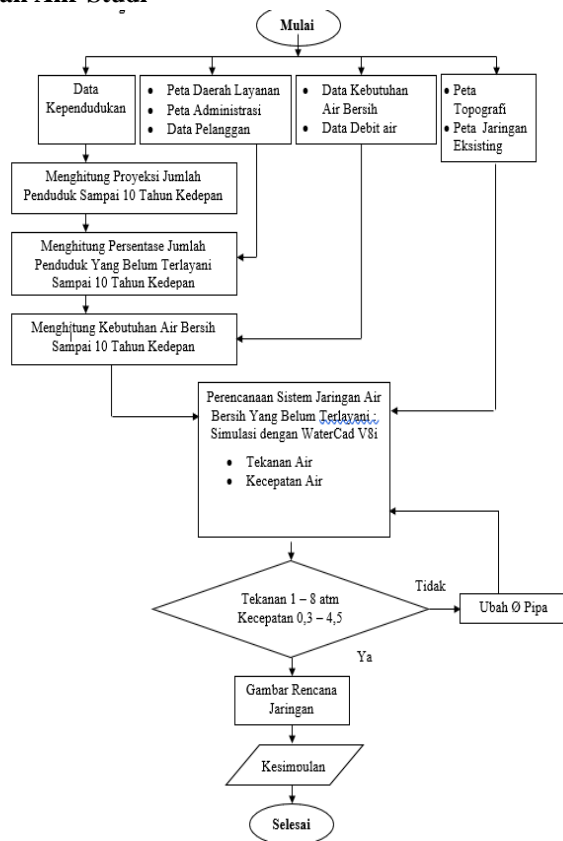 Mulai
Data
Kependudukan
• Peta Daerah Layanan
• Peta Administrasi
• Data Pelanggan
• Data Kebutuhan
Air Bersih
• Data Debit air
• Peta
Topografi
• Peta Jaringan
Eksisting
Menghitung Proyeksi Jumlah
Penduduk Sampai 10 Tahun Kedepan
Menghitung Persentase Jumlah
Penduduk Yang Belum Terlayani
Sampai 10 Tahun Kedepan
Menghitung Kebutuhan Air Bersih
Sampai 10 Tahun Kedepan
Perencanaan Sistem Jaringan Air
Bersih Yang Belum Terlayani :
Simulasi dengan WaterCad V8i
• Tekanan Air
• Kecepatan Air
Tekanan 1 – 8 atm
Kecepatan 0,3 – 4,5
Tidak
Ubah Ø Pipa
Ya
Gambar Rencana
Jaringan
Kesimpulan
Selesai